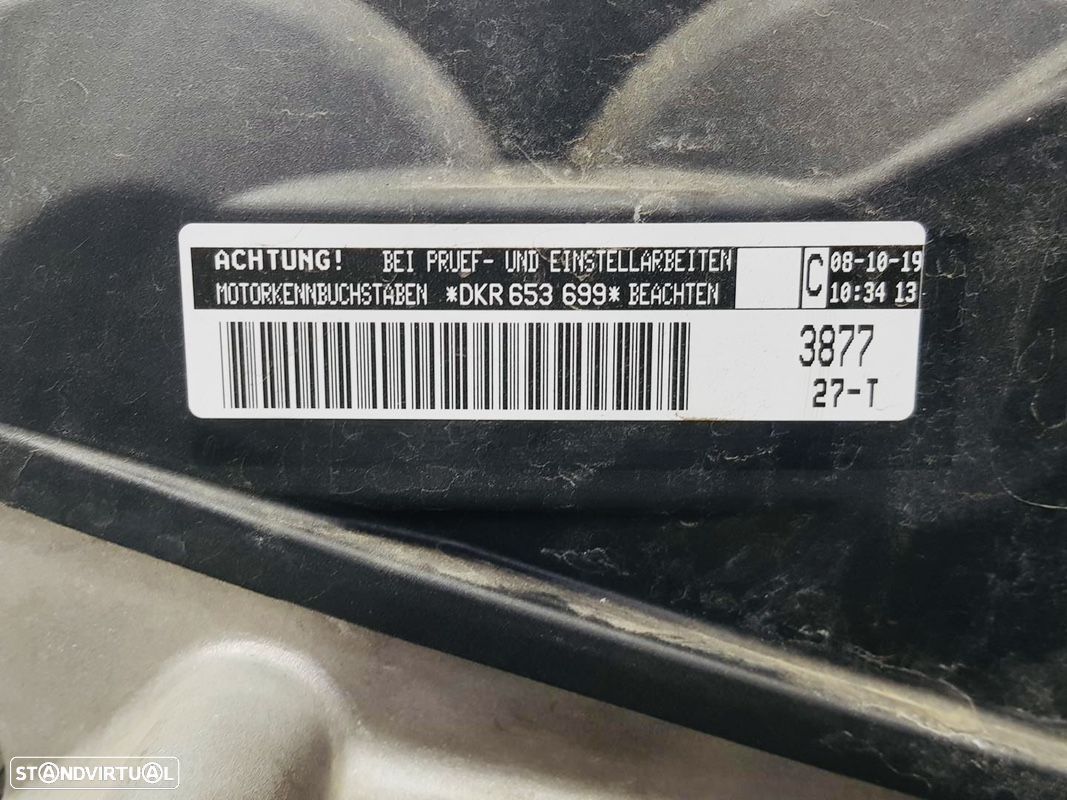 ACHTUNG! BEI PRUEF- UND EINSTELLARBEITEN
MOTORKENNBUCHSTABEN *DKR 653 699* BEACHTEN
C
08-10-19
10:34 13
3877
27-T
STANDVIRTUAL